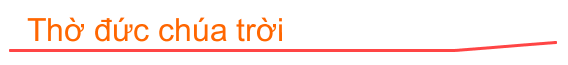 Thờ đức chúa trời